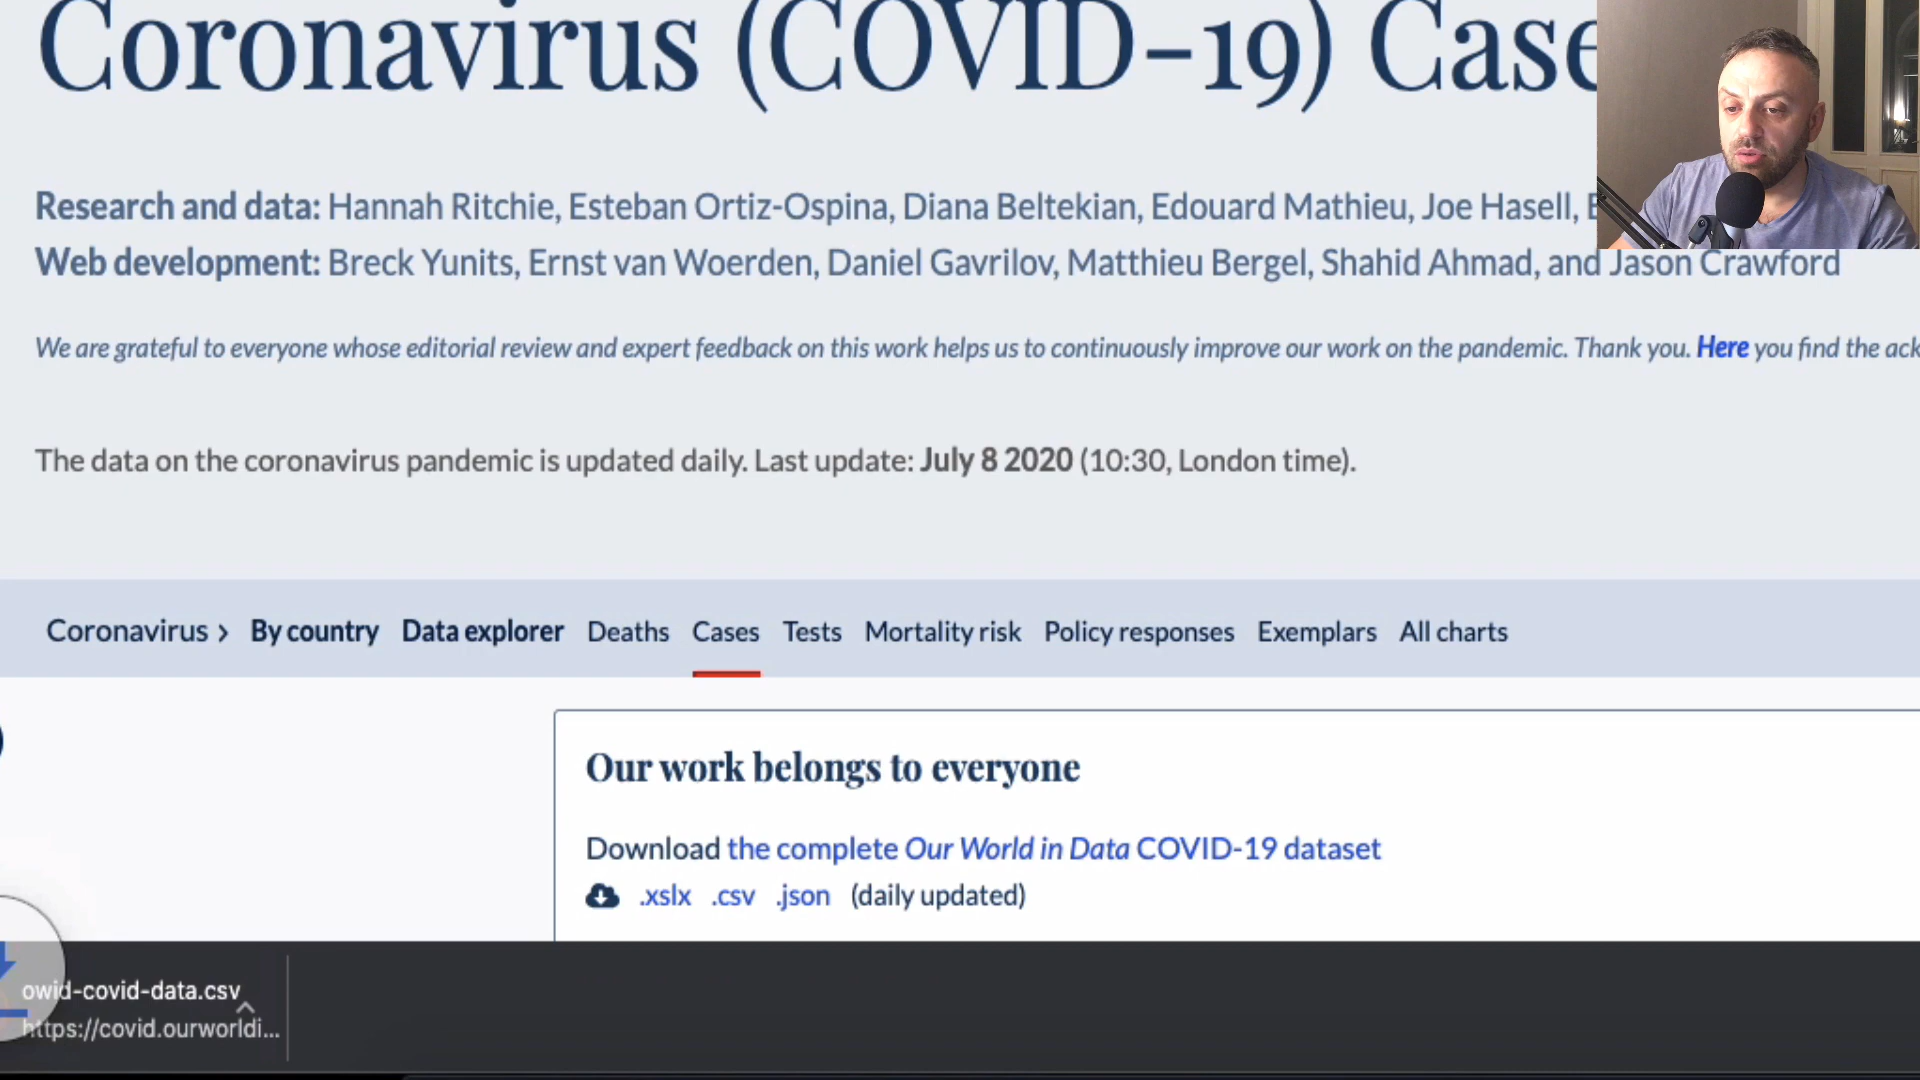 Coronavirus (COVID-19) Case
Research and data: Hannah Ritchie, Esteban Ortiz-Ospina, Diana Beltekian, Edouard Mathieu, Joe Hasell,
Web development: Breck Yunits, Ernst van Woerden, Daniel Gavrilov, Matthieu Bergel, Shahid Ahmad, and Jason Crawford
We are grateful to everyone whose editorial review and expert feedback on this work helps us to continuously improve our work on the pandemic. Thank you. Here you find the ack
The data on the coronavirus pandemic is updated daily. Last update: July 8 2020 (10:30, London time).
Coronavirus > By country Data explorer Deaths Cases Tests Mortality risk Policy responses Exemplars All charts
Our work belongs to everyone
Download the complete Our World in Data COVID-19 dataset
.xslx .csv .json (daily updated)
owid-covid-data.csv
https://covid.ourworldi...